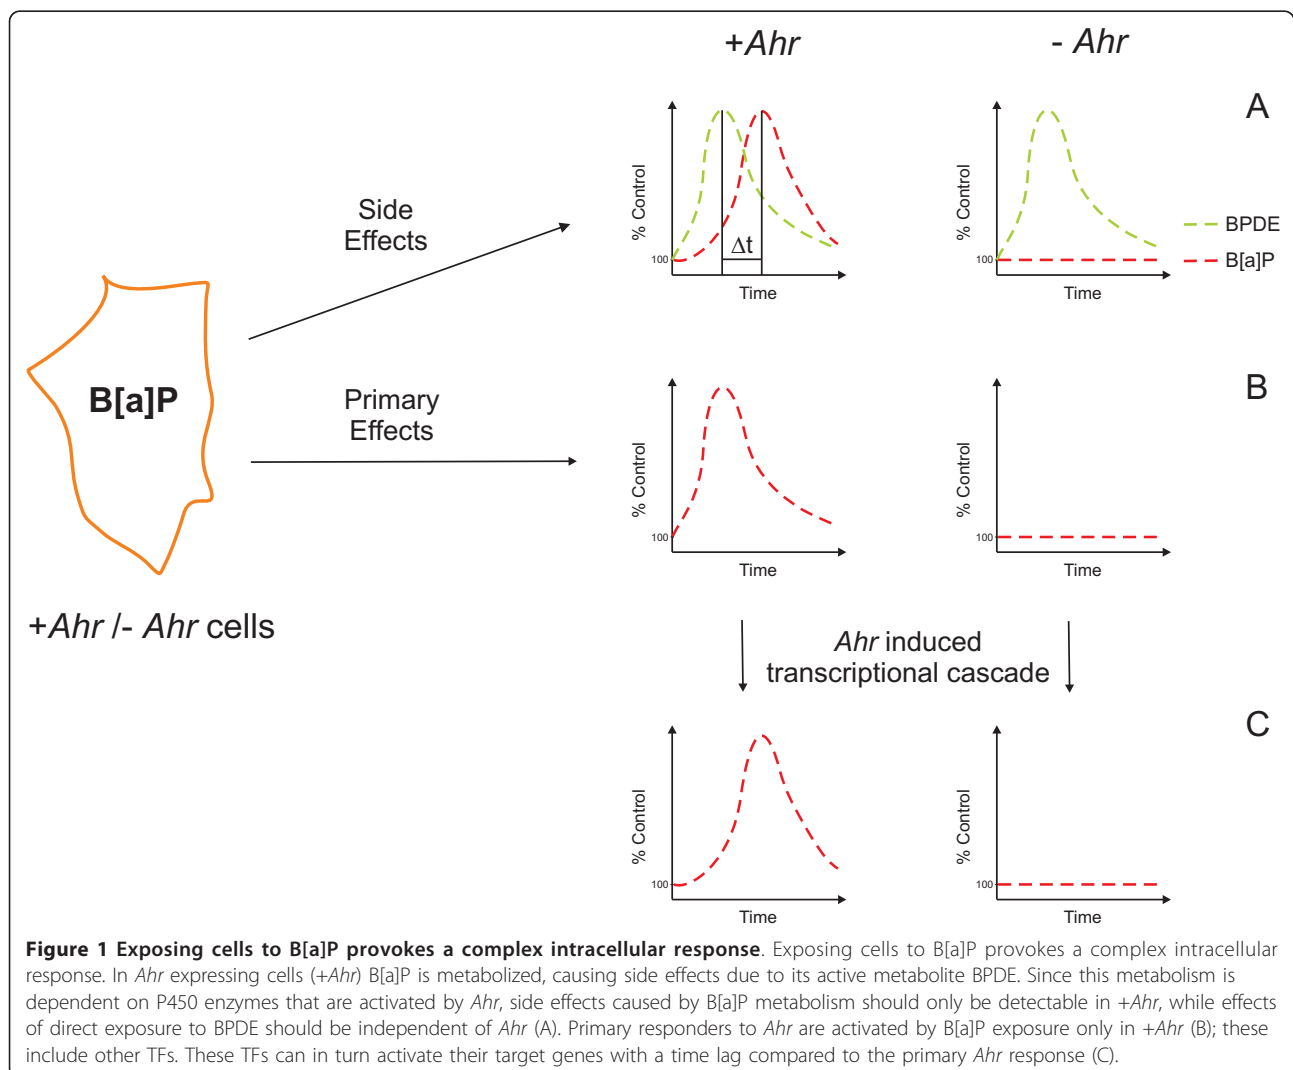 +Ahr
- Ahr
A
Side
Effects
% Control
100
Δt
Time
% Control
100
Time
BPDE
B[a]P
B[a]P
Primary
Effects
B
% Control
100
Time
% Control
100
Time
+Ahr /- Ahr cells
Ahr induced
transcriptional cascade
C
% Control
100
Time
% Control
100
Time
Figure 1 Exposing cells to B[a]P provokes a complex intracellular response. Exposing cells to B[a]P provokes a complex intracellular
response. In Ahr expressing cells (+Ahr) B[a]P is metabolized, causing side effects due to its active metabolite BPDE. Since this metabolism is
dependent on P450 enzymes that are activated by Ahr, side effects caused by B[a]P metabolism should only be detectable in +Ahr, while effects
of direct exposure to BPDE should be independent of Ahr (A). Primary responders to Ahr are activated by B[a]P exposure only in +Ahr (B); these
include other TFs. These TFs can in turn activate their target genes with a time lag compared to the primary Ahr response (C).